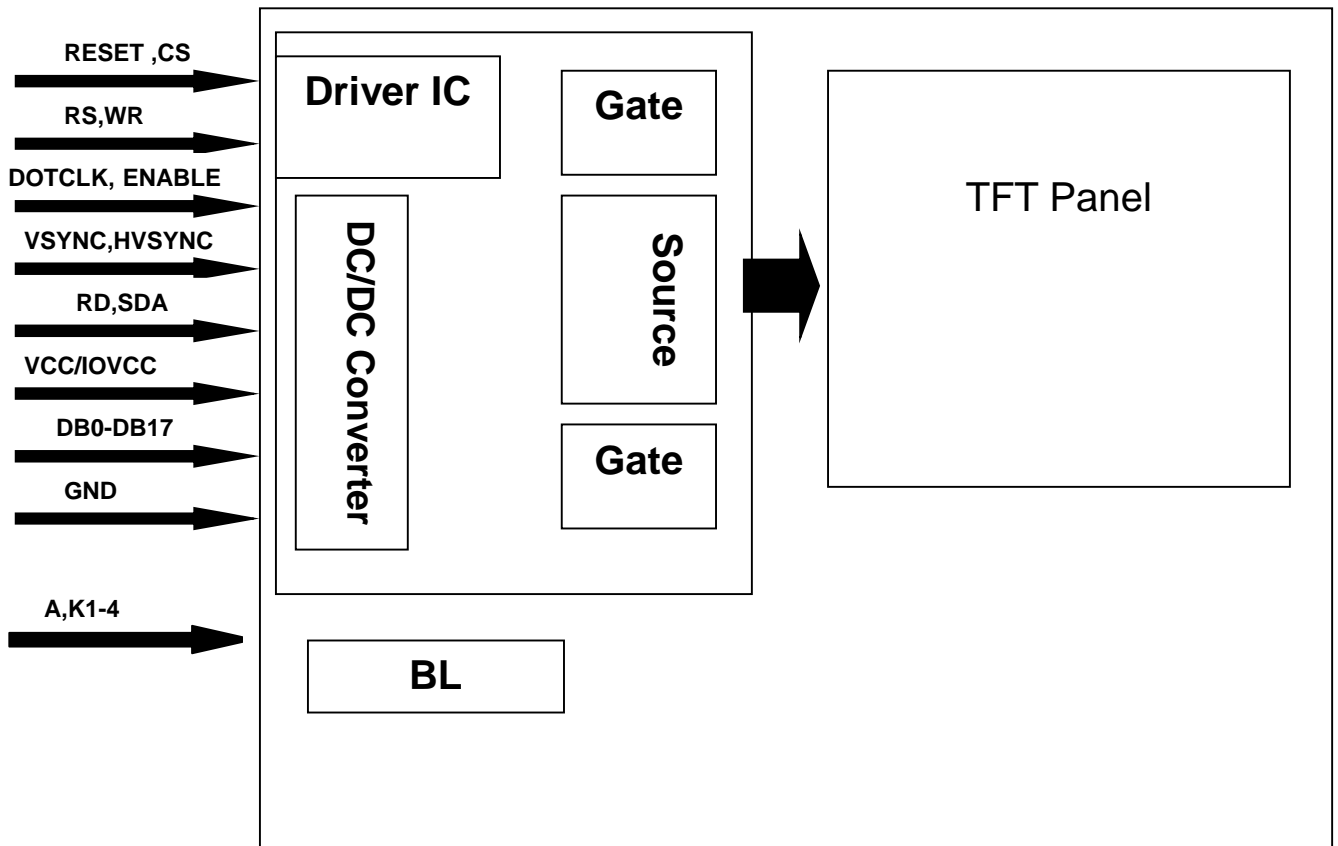 RESET ,CS
RS,WR
DOTCLK, ENABLE
VSYNC,HVSYNC
RD,SDA
VCC/IOVCC
DB0-DB17
GND
A,K1-4
Driver IC
DC/DC Converter
Gate
Source
Gate
BL
TFT Panel